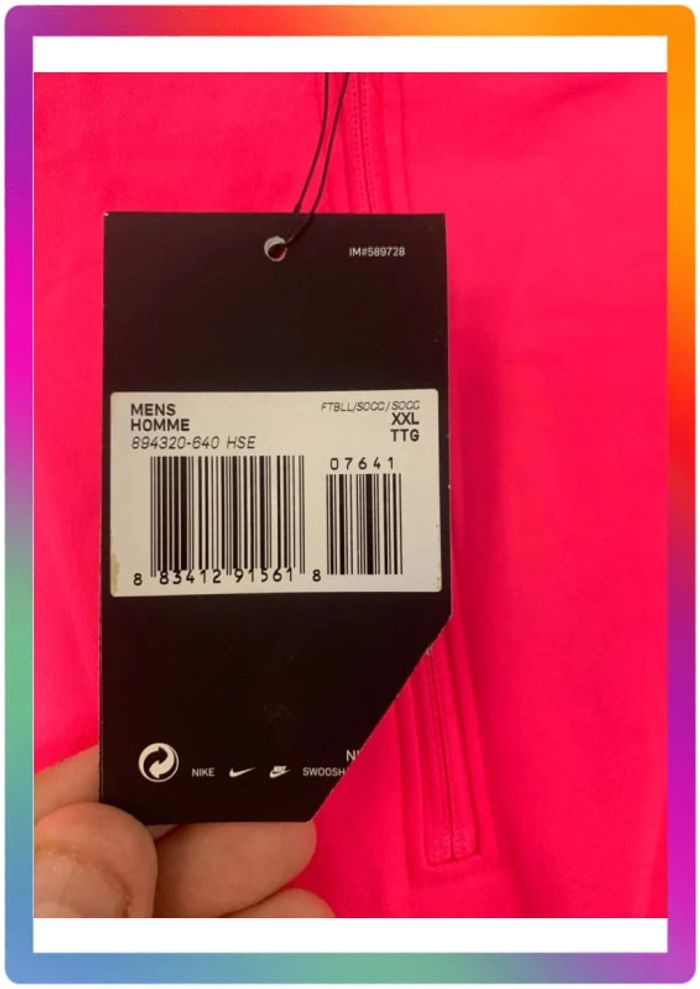 IM#589728
MENS
HOMME
894320-640 HSE
FTBLL/SOCC/SOCC
XXL
TTG
07641
8 83412 91561 8
NIKE
SWOOSH